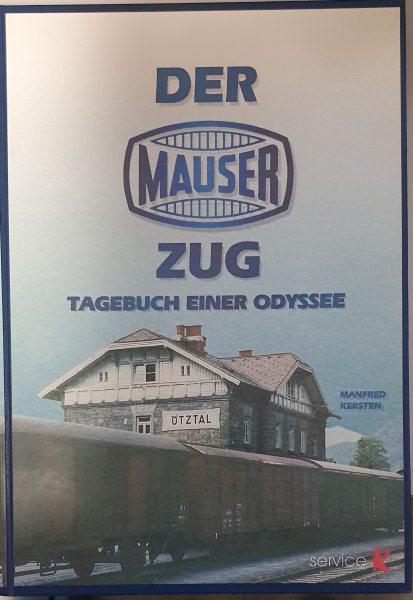 DER
MAUSER
ZUG
TAGEBUCH EINER ODYSSEE
MANFRED
KERSTEN
ÖTZTAL
service K